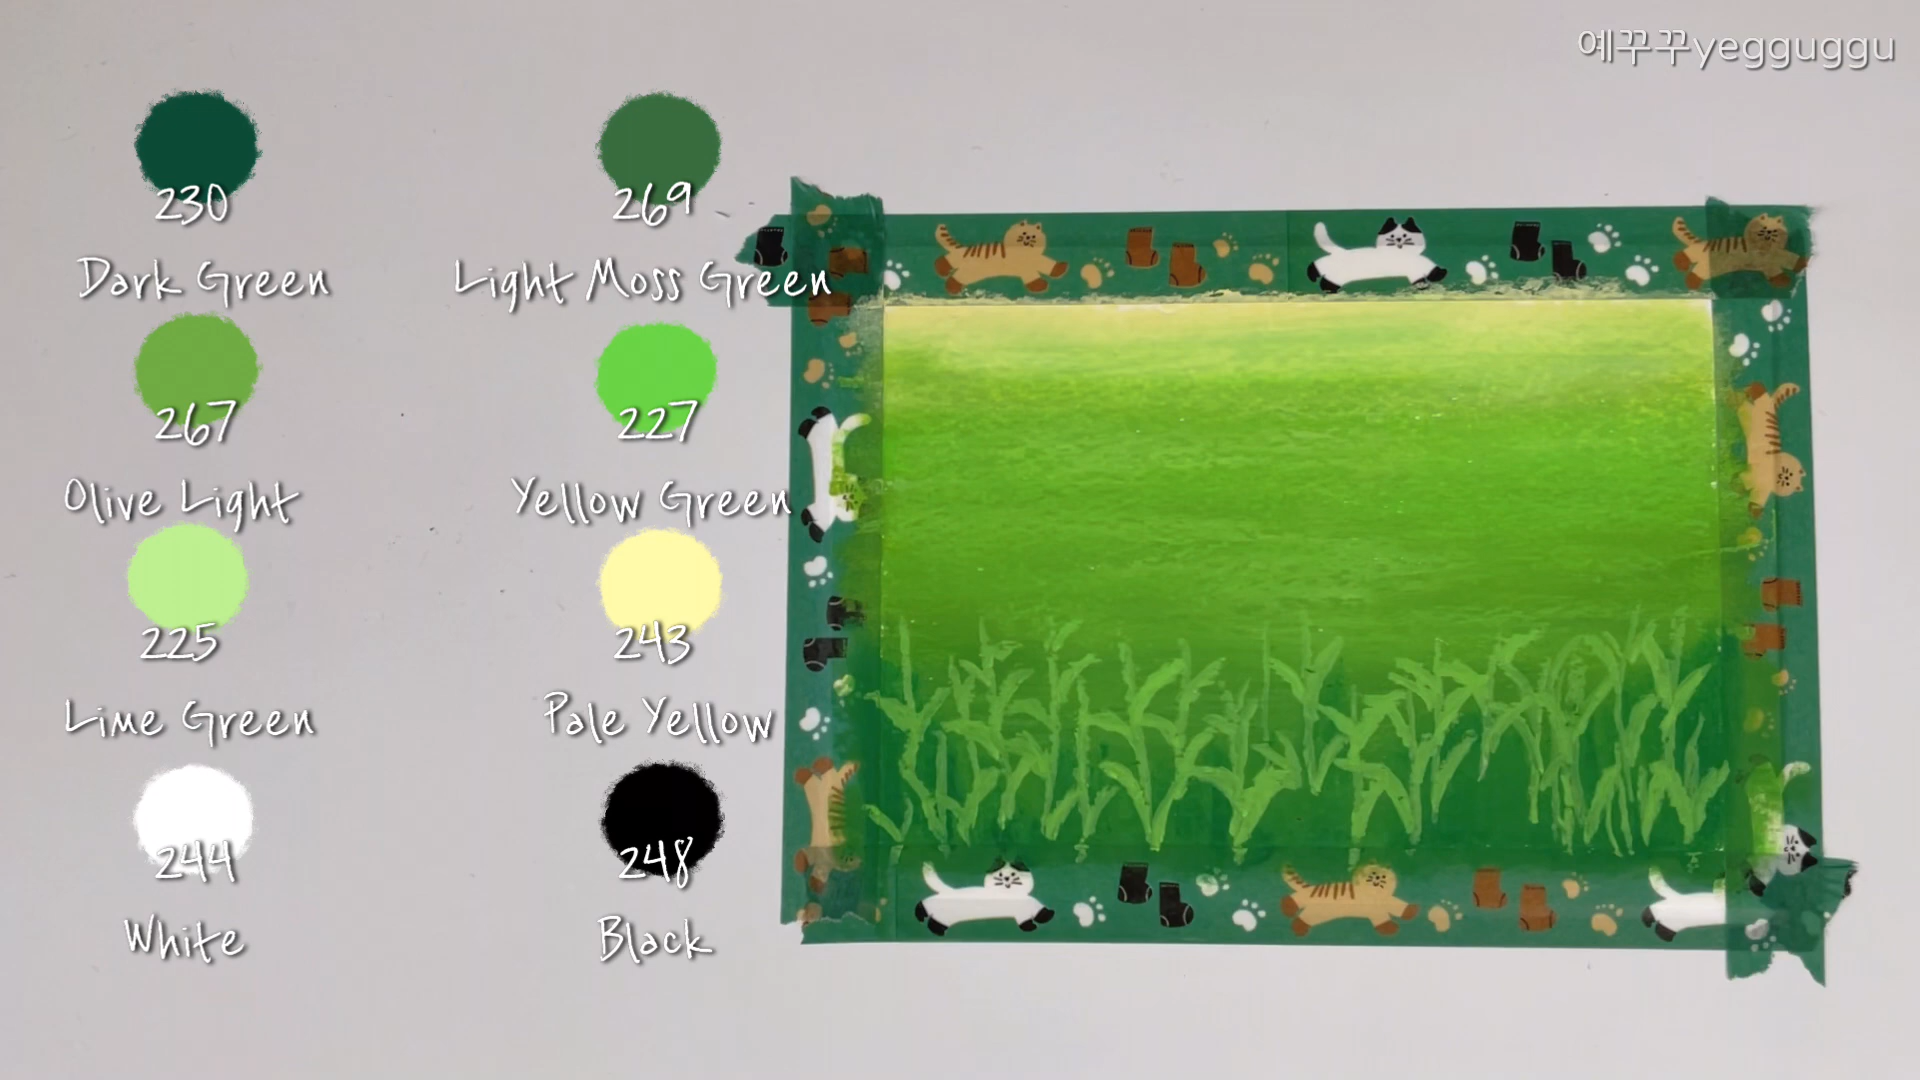 예꾸꾸yegguggu
230
Dark Green
269
Light Moss Green
267
Olive Light
227
Yellow Green
225
Lime Green
243
Pale Yellow
244
White
248
Black